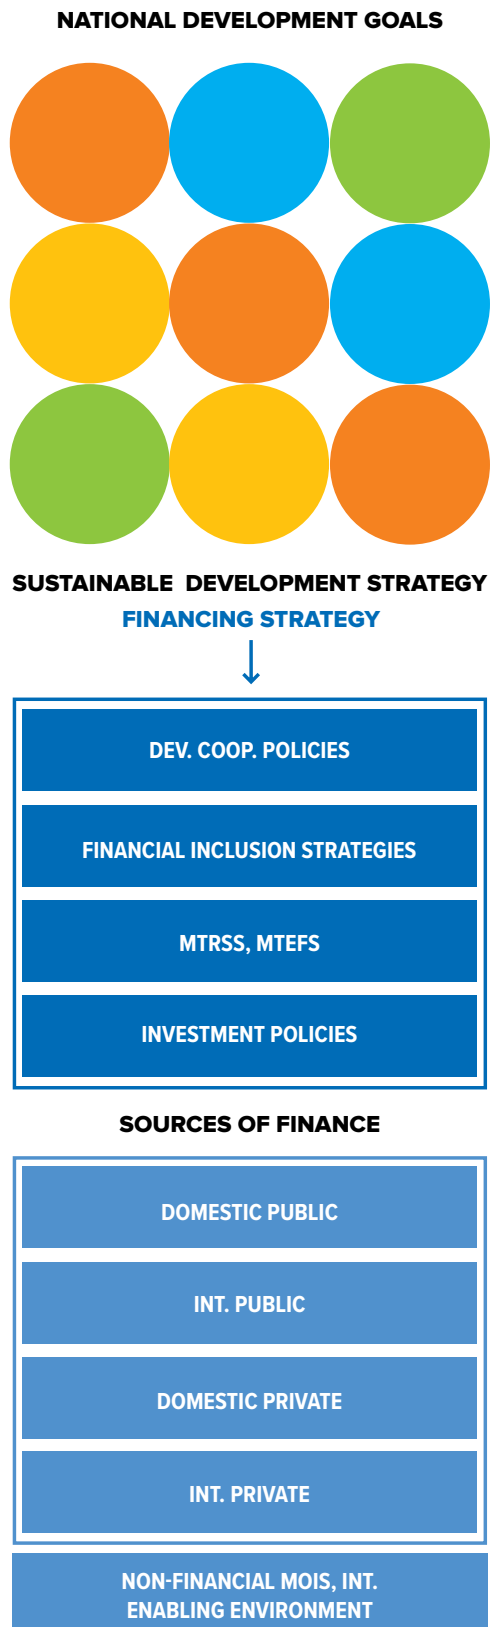 NATIONAL DEVELOPMENT GOALS
SUSTAINABLE DEVELOPMENT STRATEGY
FINANCING STRATEGY
DEV. COOP. POLICIES
FINANCIAL INCLUSION STRATEGIES
MTRSS, MTEFS
INVESTMENT POLICIES
SOURCES OF FINANCE
DOMESTIC PUBLIC
INT. PUBLIC
DOMESTIC PRIVATE
INT. PRIVATE
NON-FINANCIAL MOIS, INT.
ENABLING ENVIRONMENT